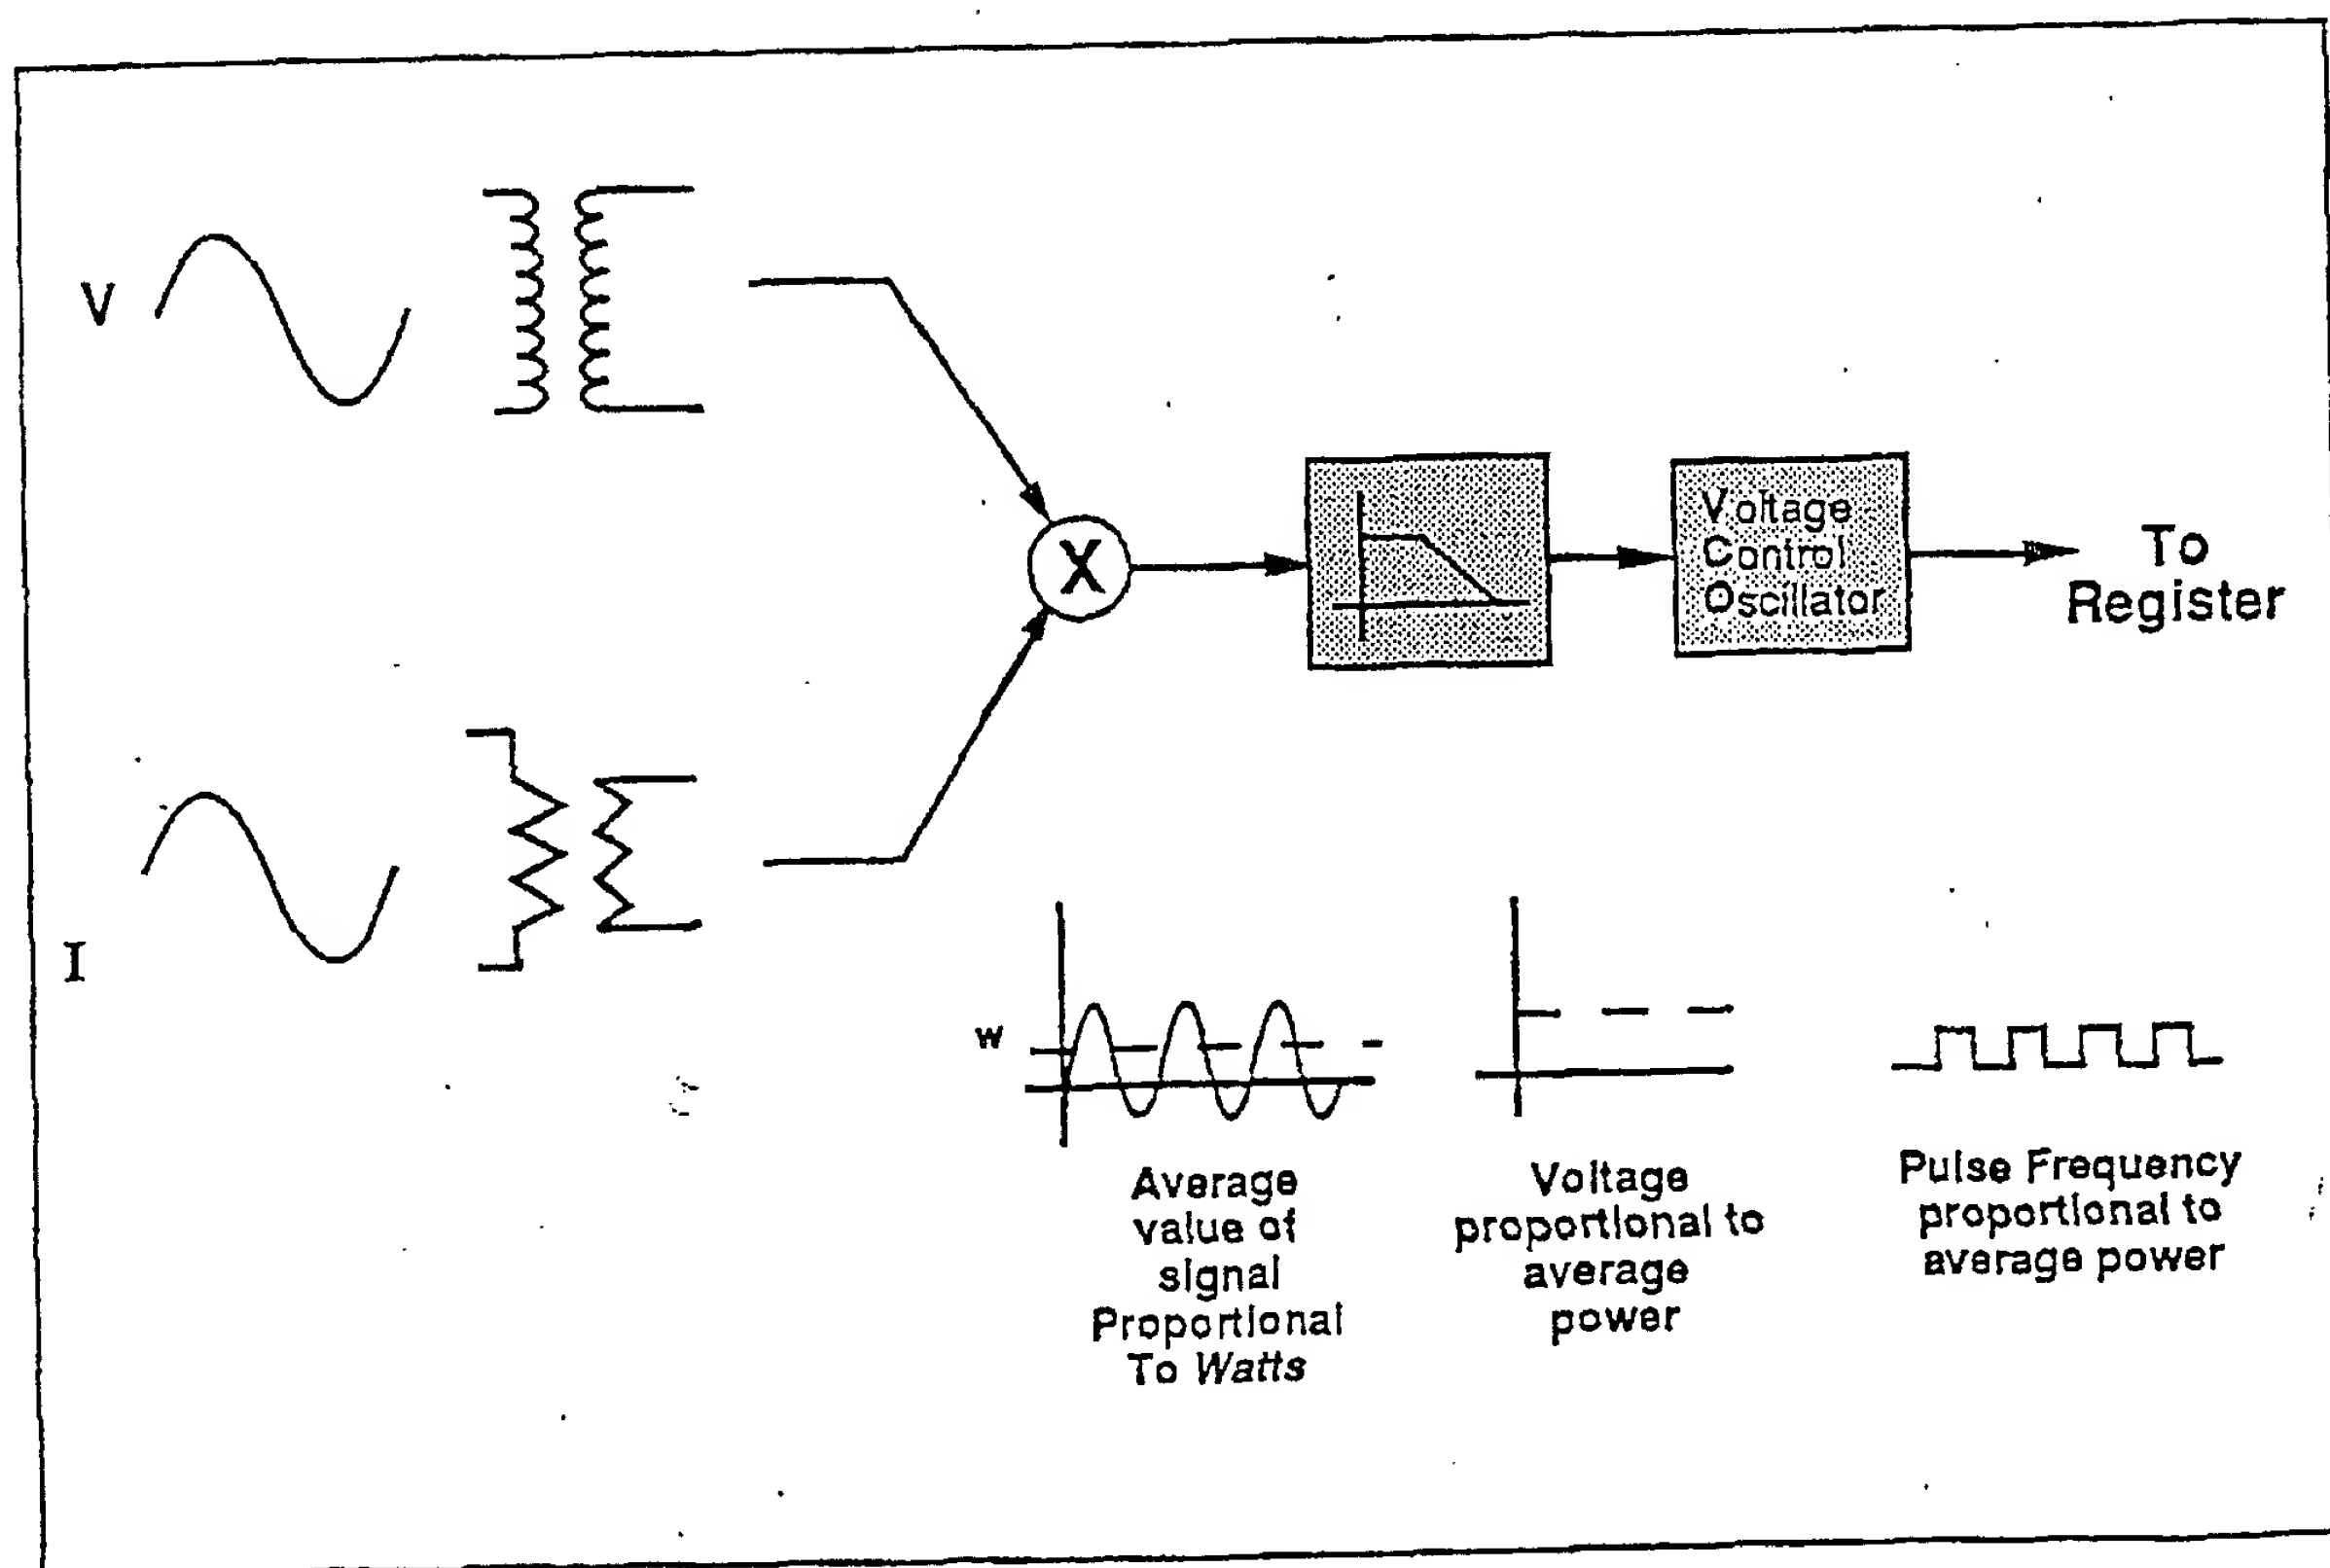 V
X
Voltage
Control
Oscillator
To
Register
I
w
Average
value of
signal
Proportional
To Watts
Voltage
proportional to
average
power
Pulse Frequency
proportional to
average power